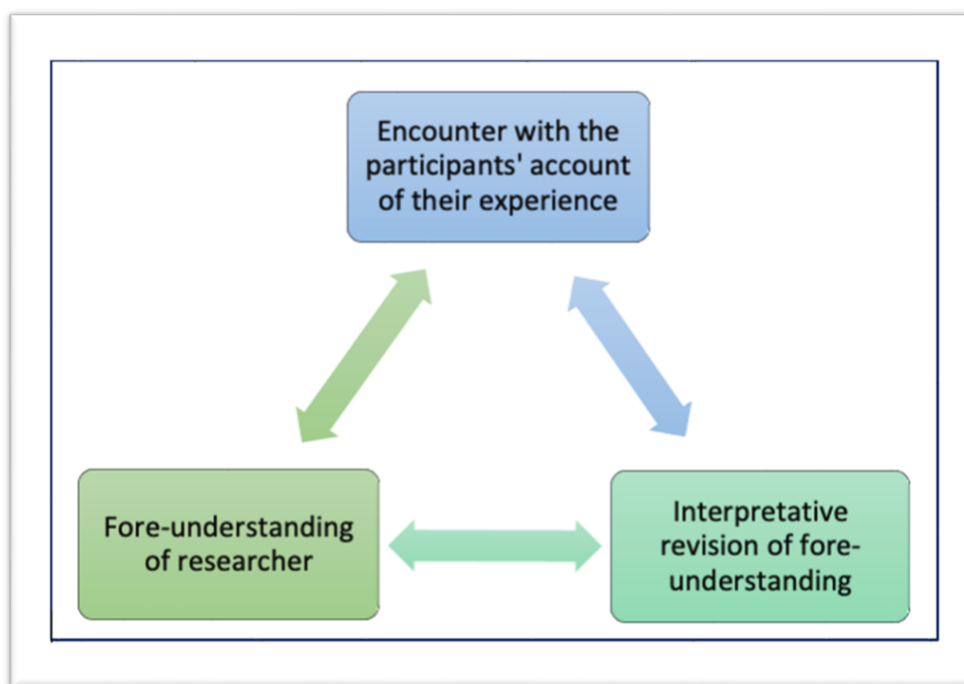 Encounter with the
participants' account
of their experience
Fore-understanding
of researcher
Interpretative
revision of fore-
understanding